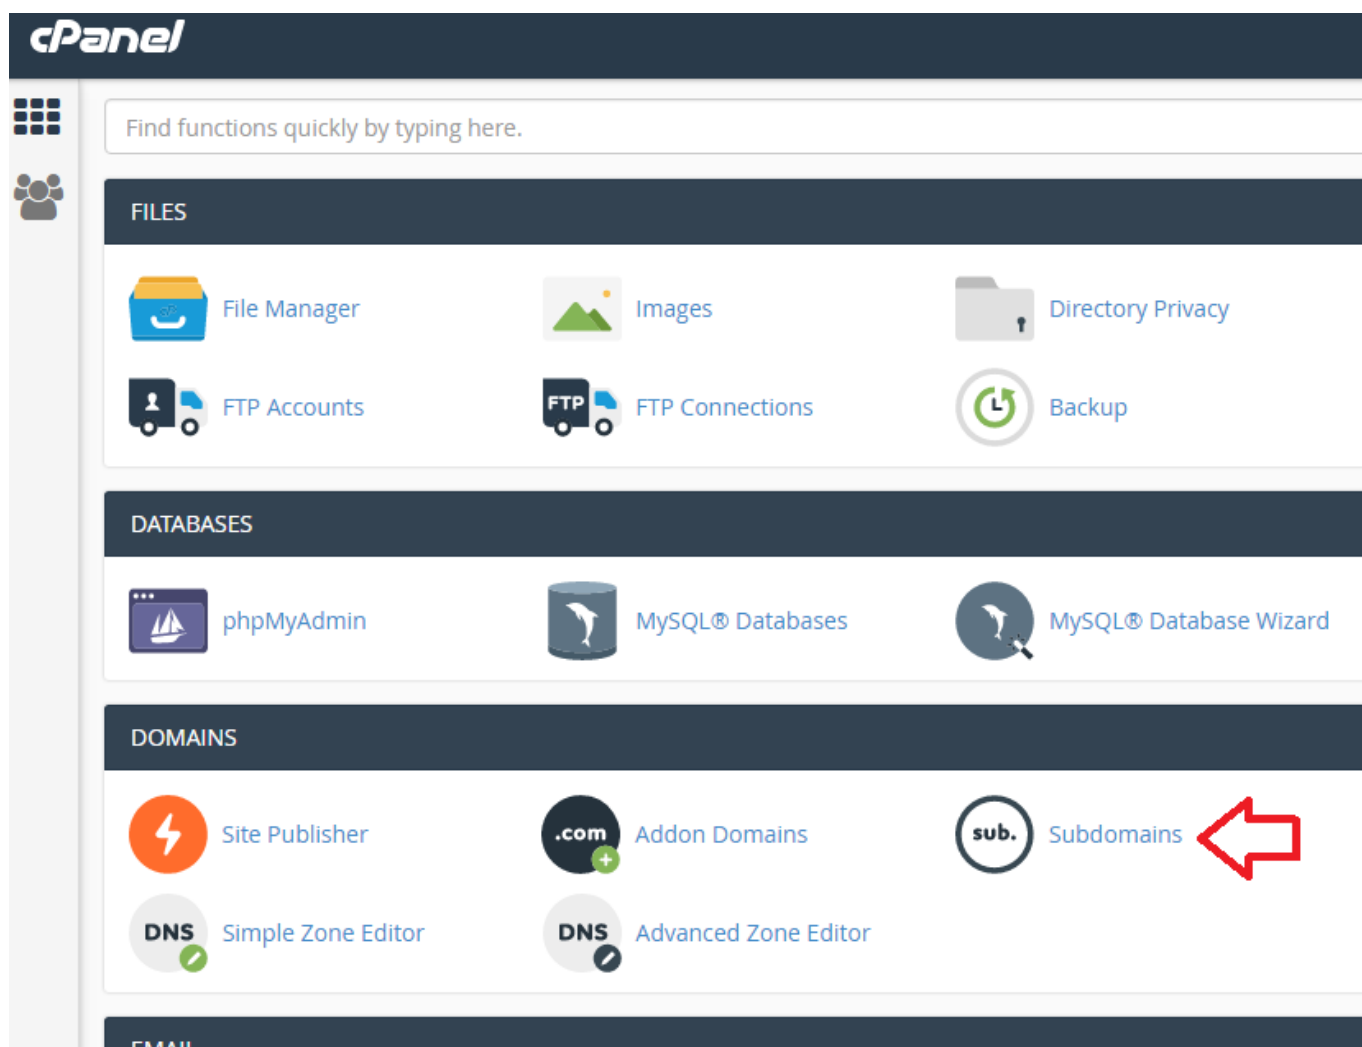 cPanel
Find functions quickly by typing here.
FILES
File Manager
Images
Directory Privacy
FTP Accounts
FTP
FTP Connections
Backup
DATABASES
phpMyAdmin
MySQL® Databases
MySQL® Database Wizard
DOMAINS
Site Publisher
.com
Addon Domains
sub.
Subdomains
DNS
Simple Zone Editor
DNS
Advanced Zone Editor
EMAIL